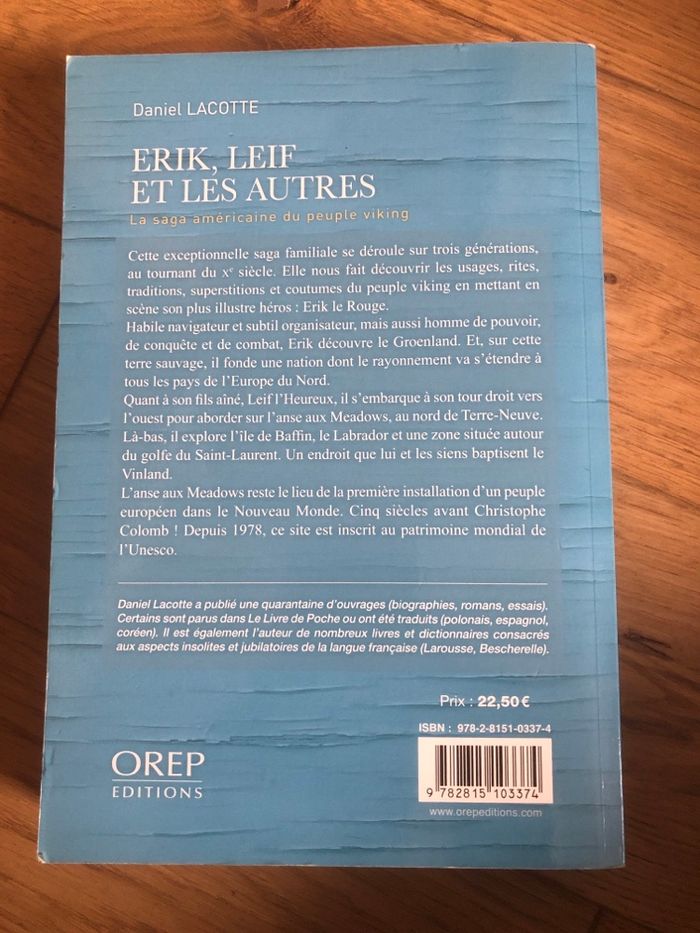 Daniel LACOTTE
ERIK, LEIF
ET LES AUTRES
La saga américaine du peuple viking
Cette exceptionnelle saga familiale se déroule sur trois générations,
au tournant du Xe siècle. Elle nous fait découvrir les usages, rites,
traditions, superstitions et coutumes du peuple viking en mettant en
scène son plus illustre héros : Erik le Rouge.
Habile navigateur et subtil organisateur, mais aussi homme de pouvoir,
de conquête et de combat, Erik découvre le Groenland. Et, sur cette
terre sauvage, il fonde une nation dont le rayonnement va s'étendre à
tous les pays de l'Europe du Nord.
Quant à son fils aîné, Leif l'Heureux, il s'embarque à son tour droit vers
l'ouest pour aborder sur l'anse aux Meadows, au nord de Terre-Neuve.
Là-bas, il explore l'île de Baffin, le Labrador et une zone située autour
du golfe du Saint-Laurent. Un endroit que lui et les siens baptisent le
Vinland.
L'anse aux Meadows reste le lieu de la première installation d'un peuple
européen dans le Nouveau Monde. Cinq siècles avant Christophe
Colomb ! Depuis 1978, ce site est inscrit au patrimoine mondial de
l'Unesco.
Daniel Lacotte a publié une quarantaine d'ouvrages (biographies, romans, essais).
Certains sont parus dans Le Livre de Poche ou ont été traduits (polonais, espagnol,
coréen). Il est également l'auteur de nombreux livres et dictionnaires consacrés
aux aspects insolites et jubilatoires de la langue française (Larousse, Bescherelle).
Prix : 22,50 €
ISBN : 978-2-8151-0337-4
OREP
EDITIONS
9 782815 103374
www.orepeditions.com